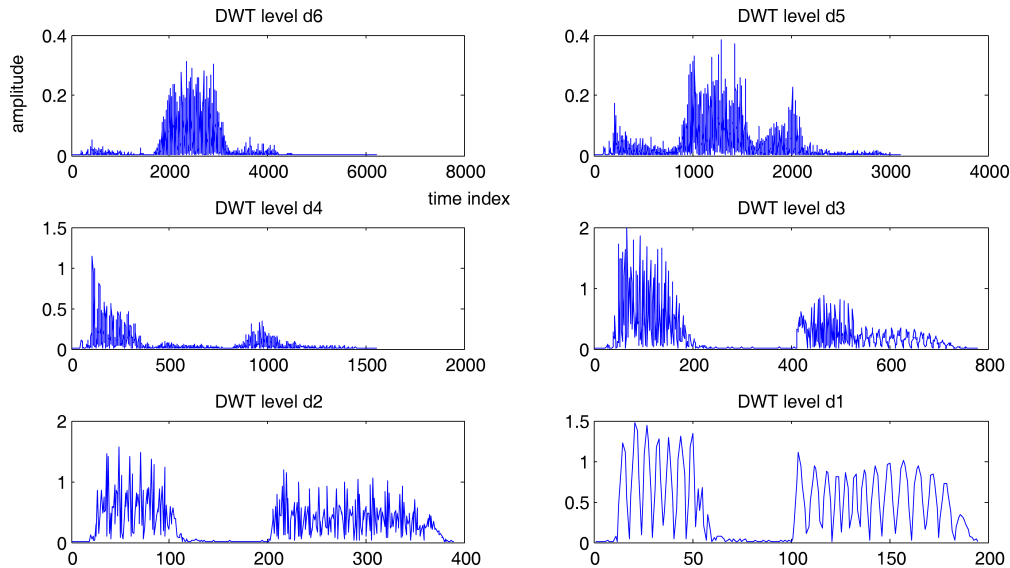 DWT level d6
DWT level d5
amplitude
0.4
0.2
0
0 2000 4000 6000 8000
time index
0.4
0.2
0
0 1000 2000 3000 4000
DWT level d4
DWT level d3
1.5
1
0.5
0
0 500 1000 1500 2000
2
1
0
0 200 400 600 800
DWT level d2
DWT level d1
2
1
0
0 100 200 300 400
1.5
1
0.5
0
0 50 100 150 200